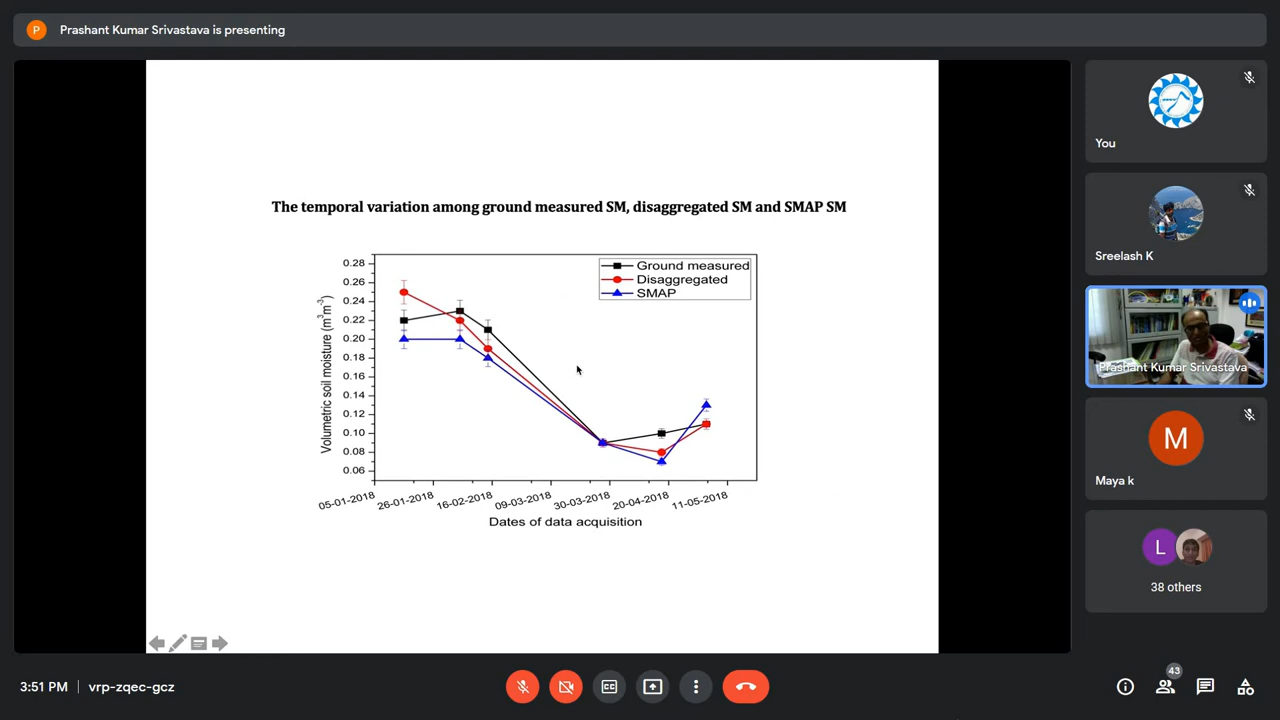 P
Prashant Kumar Srivastava is presenting
The temporal variation among ground measured SM, disaggregated SM and SMAP SM
Ground measured
Disaggregated
SMAP
Volumetric soil moisture (m³m⁻³)
0.28
0.26
0.24
0.22
0.20
0.18
0.16
0.14
0.12
0.10
0.08
0.06
05-01-2018
26-01-2018
16-02-2018
09-03-2018
30-03-2018
20-04-2018
11-05-2018
Dates of data acquisition
You
Sreelash K
Prashant Kumar Srivastava
M
Maya k
L
38 others
3:51 PM | vrp-zqec-gcz
CC
43